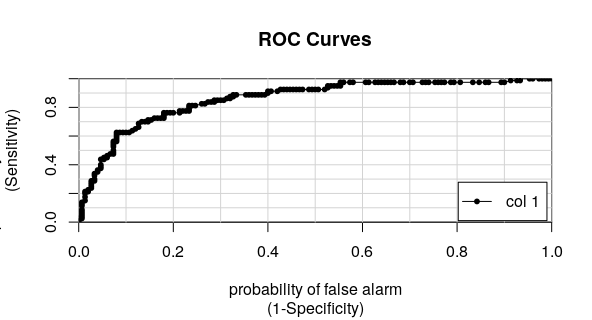 ROC Curves
(Sensitivity)
0.0 0.4 0.8
col 1
0.0 0.2 0.4 0.6 0.8 1.0
probability of false alarm
(1-Specificity)